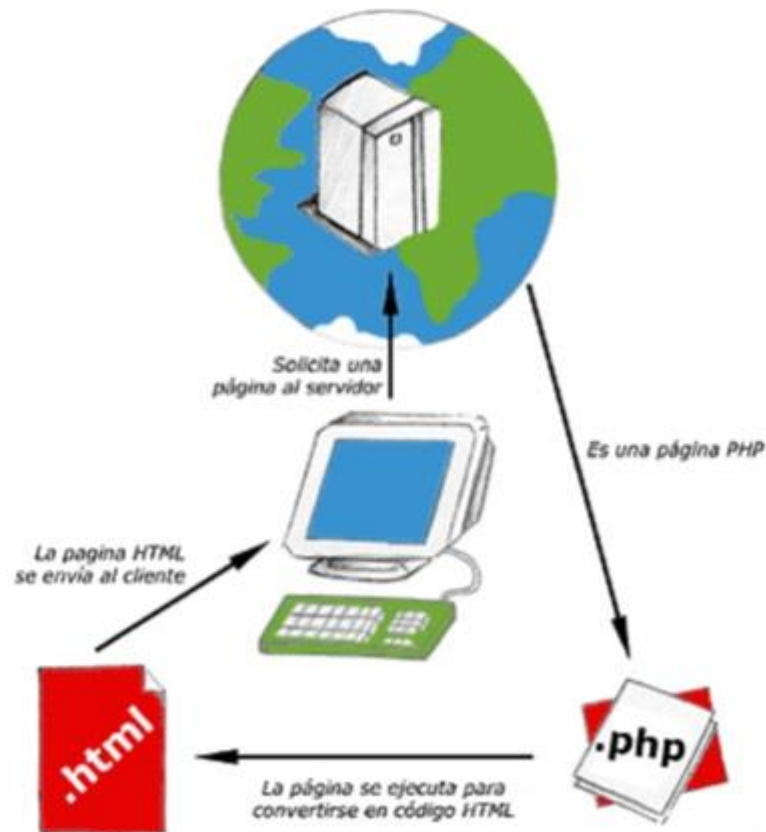 Solicita una
página al servidor
Es una página PHP
La pagina HTML
se envía al cliente
.html
.php
La página se ejecuta para
convertirse en código HTML